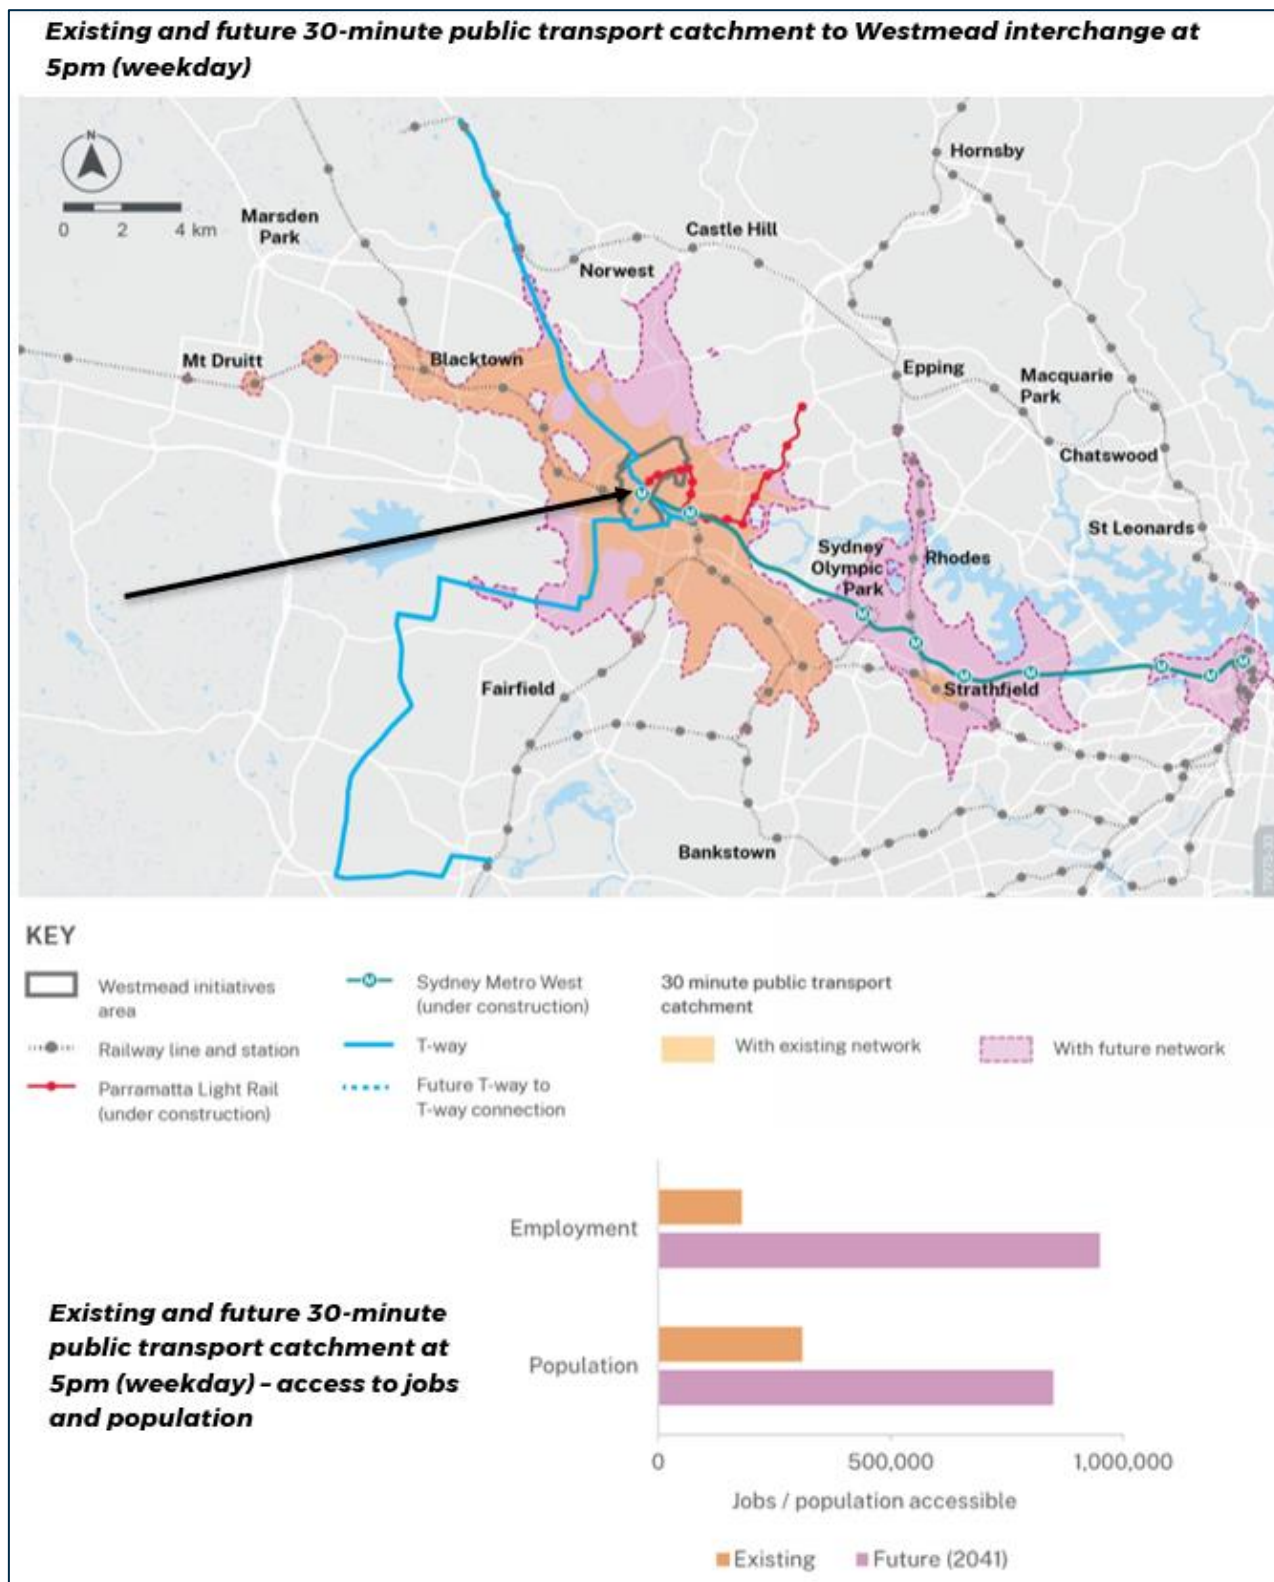 Existing and future 30-minute public transport catchment to Westmead interchange at
5pm (weekday)
N
0 2 4 km
Marsden
Park
Hornsby
Castle Hill
Norwest
Mt Druitt
Blacktown
Epping
Macquarie
Park
Chatswood
St Leonards
Sydney
Olympic
Park
Rhodes
Fairfield
Strathfield
Bankstown
M
M
M
M
M
M
M
M
M
KEY
Westmead initiatives
area
Railway line and station
Parramatta Light Rail
(under construction)
M
Sydney Metro West
(under construction)
T-way
Future T-way to
T-way connection
30 minute public transport
catchment
With existing network
With future network
Existing and future 30-minute
public transport catchment at
5pm (weekday) – access to jobs
and population
Employment
Population
0 500,000 1,000,000
Jobs / population accessible
Existing Future (2041)